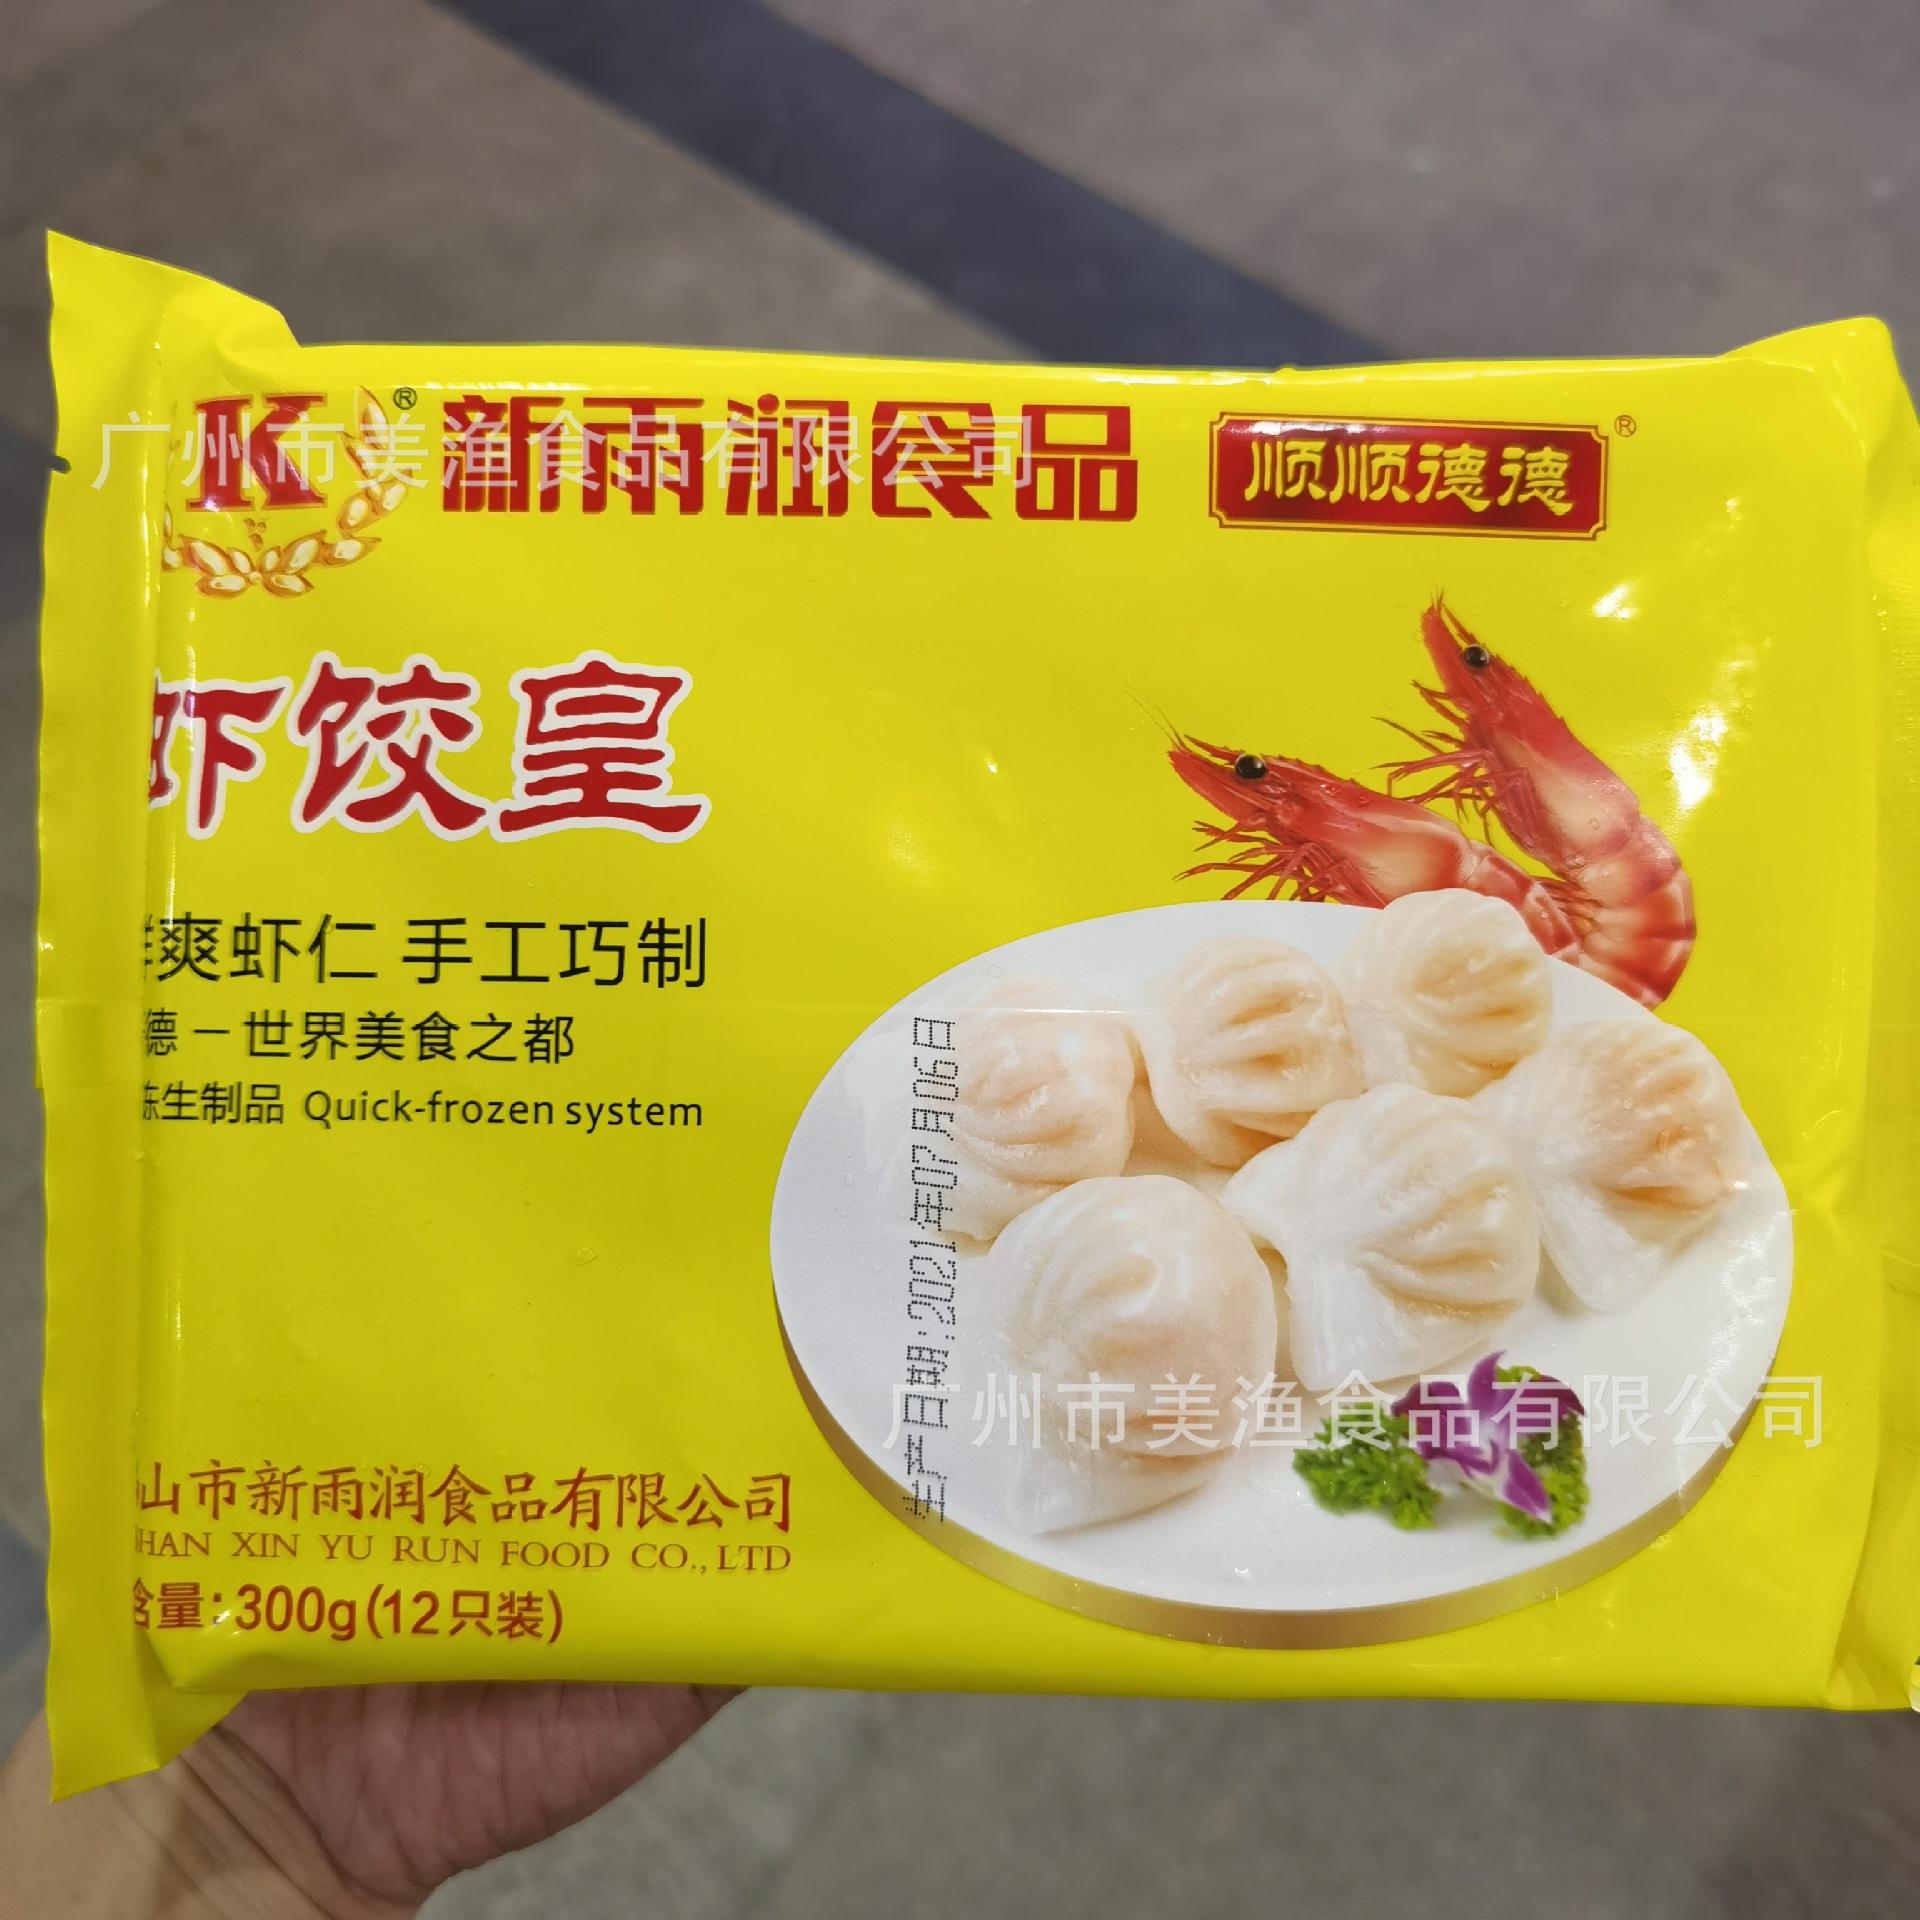 K® 新雨润食品 顺顺德德®
广州市美渔食品有限公司
虾饺皇
鲜爽虾仁 手工巧制
德－世界美食之都
冻生制品 Quick-frozen system
生产日期:2021年07月06日
广州市美渔食品有限公司
山市新雨润食品有限公司
SHAN XIN YU RUN FOOD CO., LTD
含量:300g(12只装)